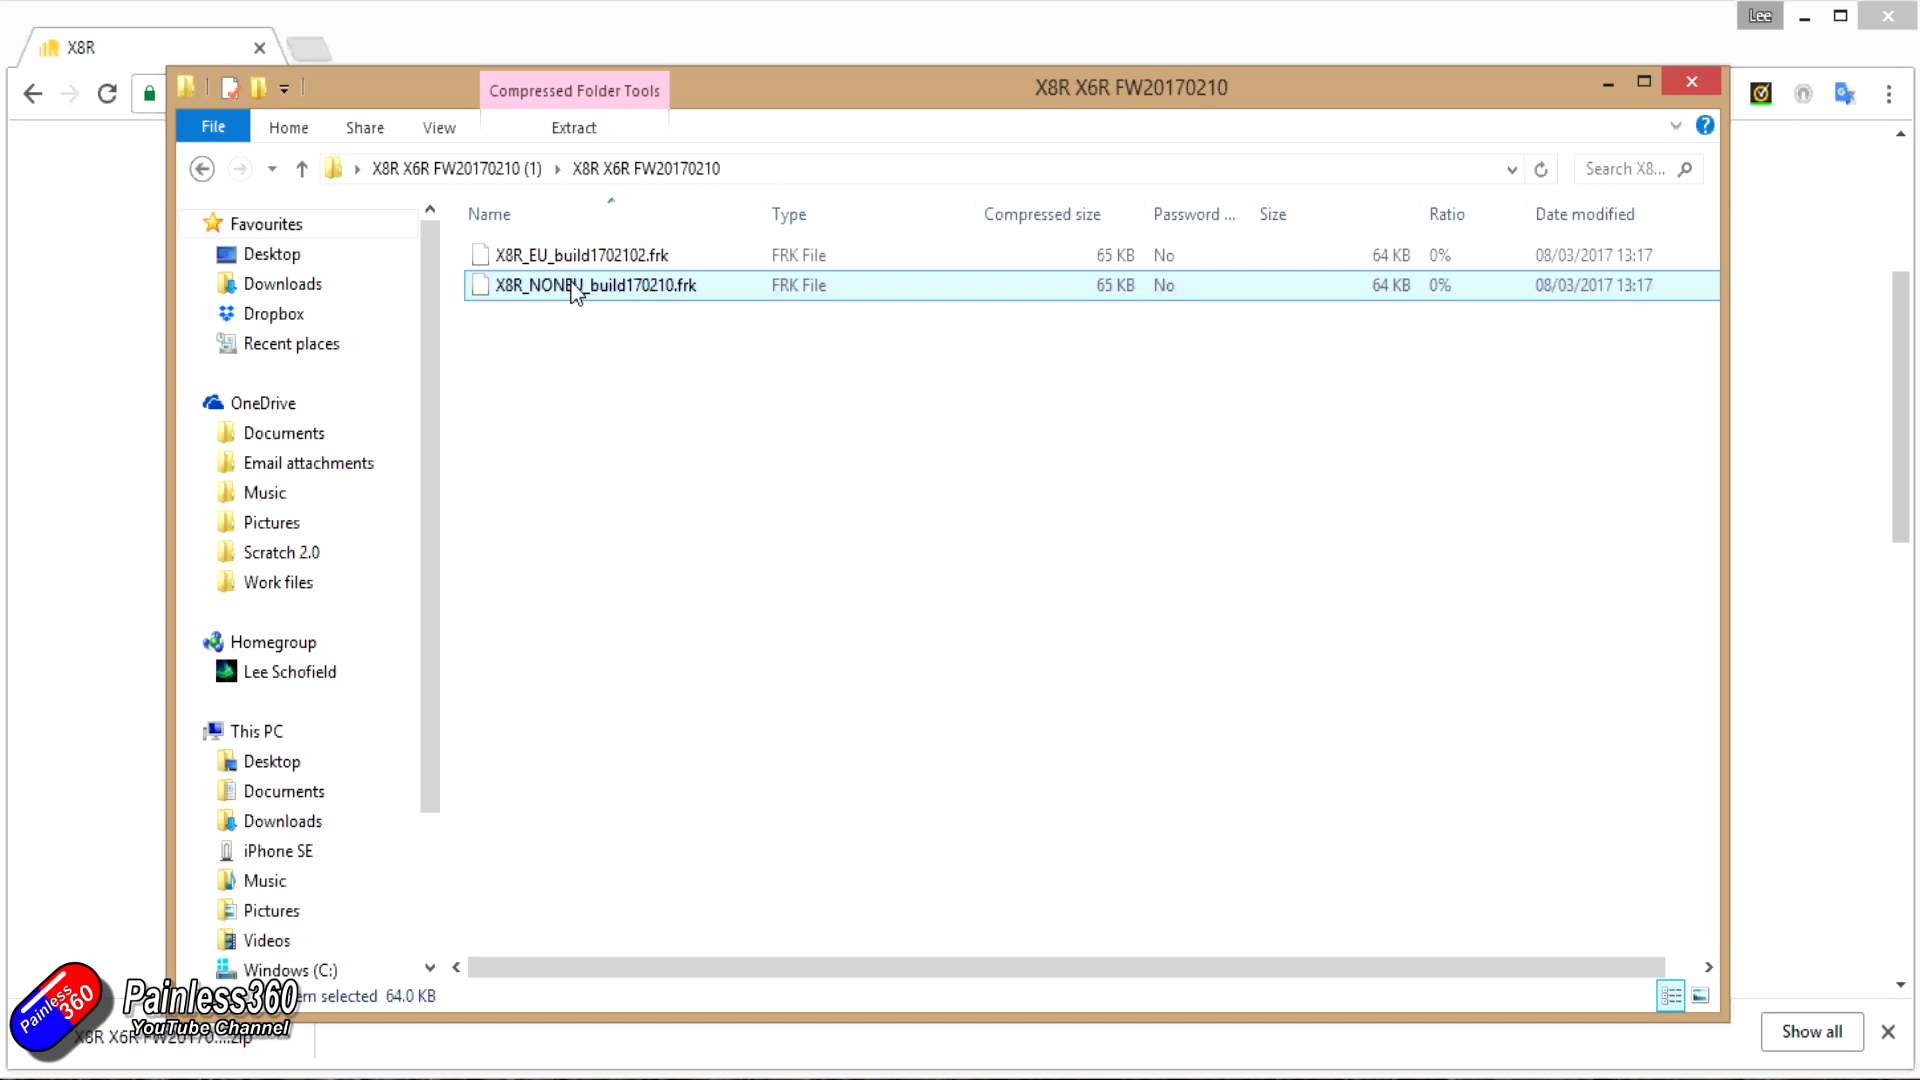 Lee
X8R
Compressed Folder Tools
X8R X6R FW20170210
File
Home
Share
View
Extract
X8R X6R FW20170210 (1)
X8R X6R FW20170210
Search X8...
Name
Type
Compressed size
Password ...
Size
Ratio
Date modified
X8R_EU_build1702102.frk
FRK File
65 KB
No
64 KB
0%
08/03/2017 13:17
X8R_NONEU_build170210.frk
FRK File
65 KB
No
64 KB
0%
08/03/2017 13:17
Favourites
Desktop
Downloads
Dropbox
Recent places
OneDrive
Documents
Email attachments
Music
Pictures
Scratch 2.0
Work files
Homegroup
Lee Schofield
This PC
Desktop
Documents
Downloads
iPhone SE
Music
Pictures
Videos
Windows (C:)
selected 64.0 KB
Painless 360
Painless360
YouTube Channel
X8R X6R FW20170....zip
Show all